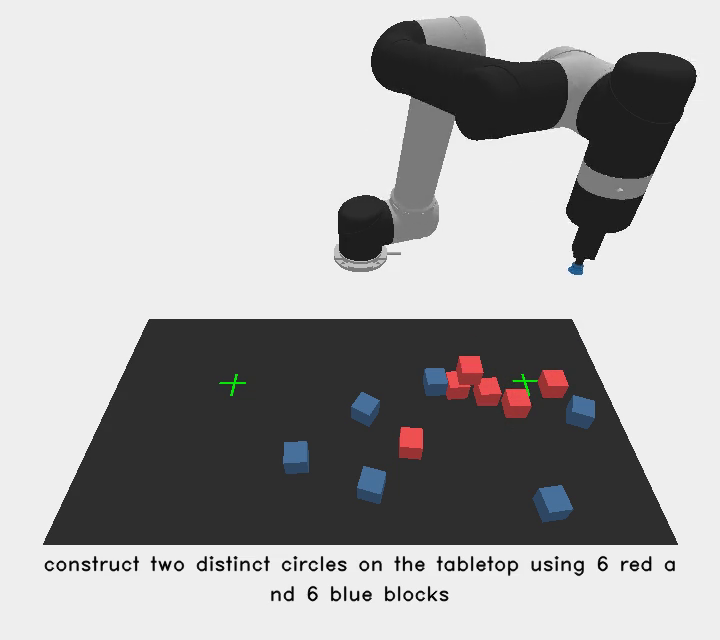 construct two distinct circles on the tabletop using 6 red a
nd 6 blue blocks